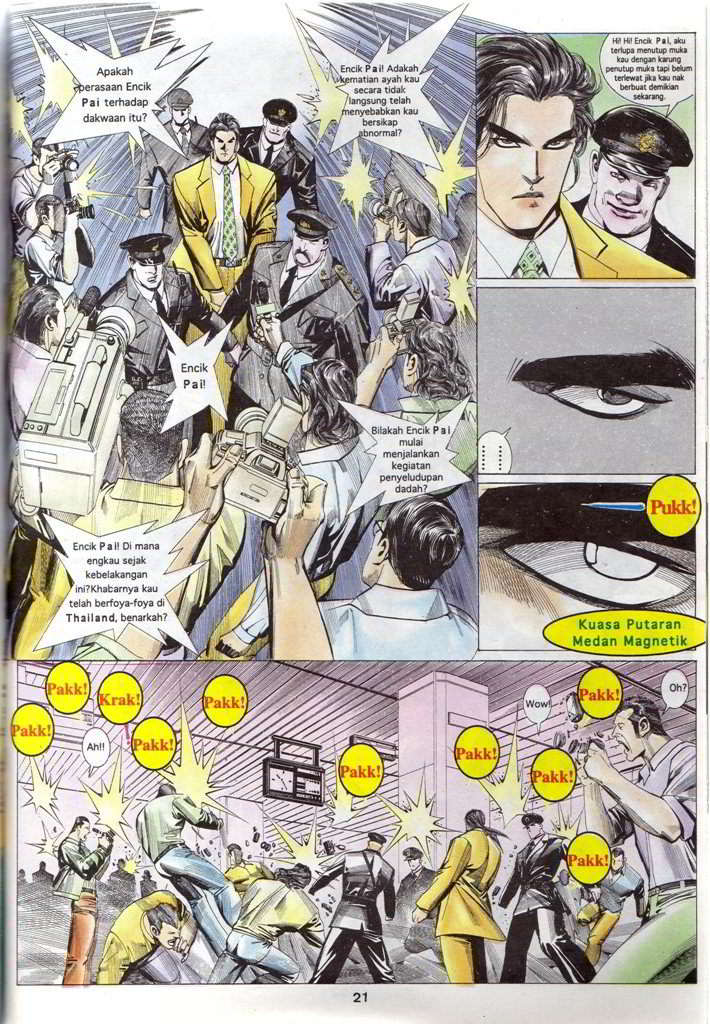 Apakah
perasaan Encik
Pai terhadap
dakwaan itu?
Encik Pai! Adakah
kematian ayah kau
secara tidak
langsung telah
menyebabkan kau
bersikap
abnormal?
Hi! Hi! Encik Pai, aku
terlupa menutup muka
kau dengan karung
penutup muka tapi belum
terlewat jika kau nak
berbuat demikian
sekarang.
Encik
Pai!
Bilakah Encik Pai
mulai
menjalankan
kegiatan
penyeludupan
dadah?
Encik Pai! Di mana
engkau sejak
kebelakangan
ini?Khabarnya kau
telah berfoya-foya di
Thailand, benarkah?
Pukk!
Kuasa Putaran
Medan Magnetik
Pakk!
Pakk!
Krak!
Pakk!
Pakk!
Ah!!
Pakk!
Pakk!
Wow!
Pakk!
Pakk!
Oh?
Pakk!
21